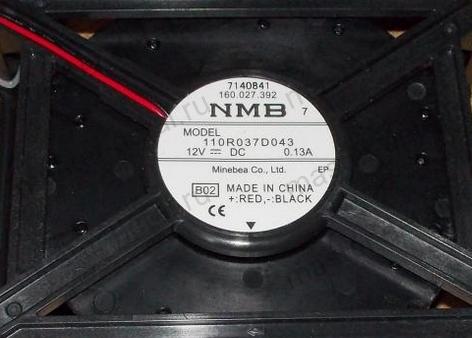 7140841
160.027.392
NMB 7
MODEL
110R037D043
12V ⎓ DC 0.13A
Minebea Co., Ltd. EP
B02 MADE IN CHINA
+:RED,-:BLACK
CE